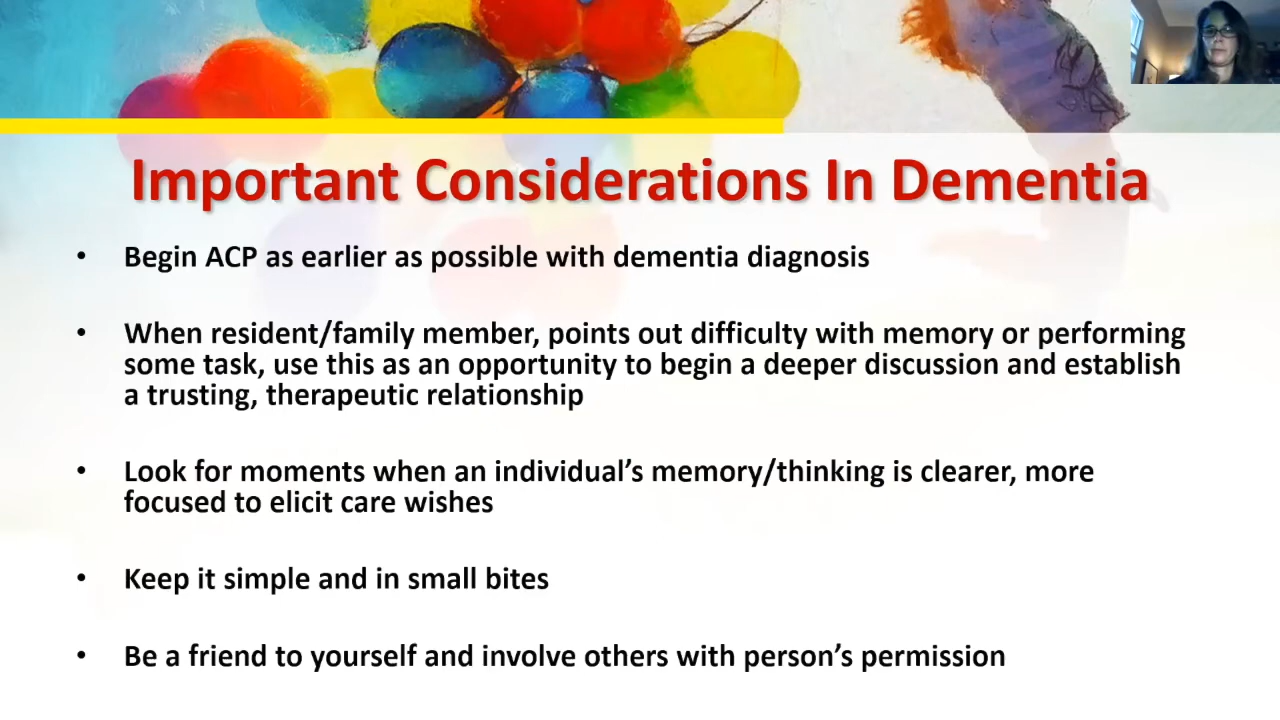 Important Considerations In Dementia
• Begin ACP as earlier as possible with dementia diagnosis
• When resident/family member, points out difficulty with memory or performing
some task, use this as an opportunity to begin a deeper discussion and establish
a trusting, therapeutic relationship
• Look for moments when an individual’s memory/thinking is clearer, more
focused to elicit care wishes
• Keep it simple and in small bites
• Be a friend to yourself and involve others with person’s permission